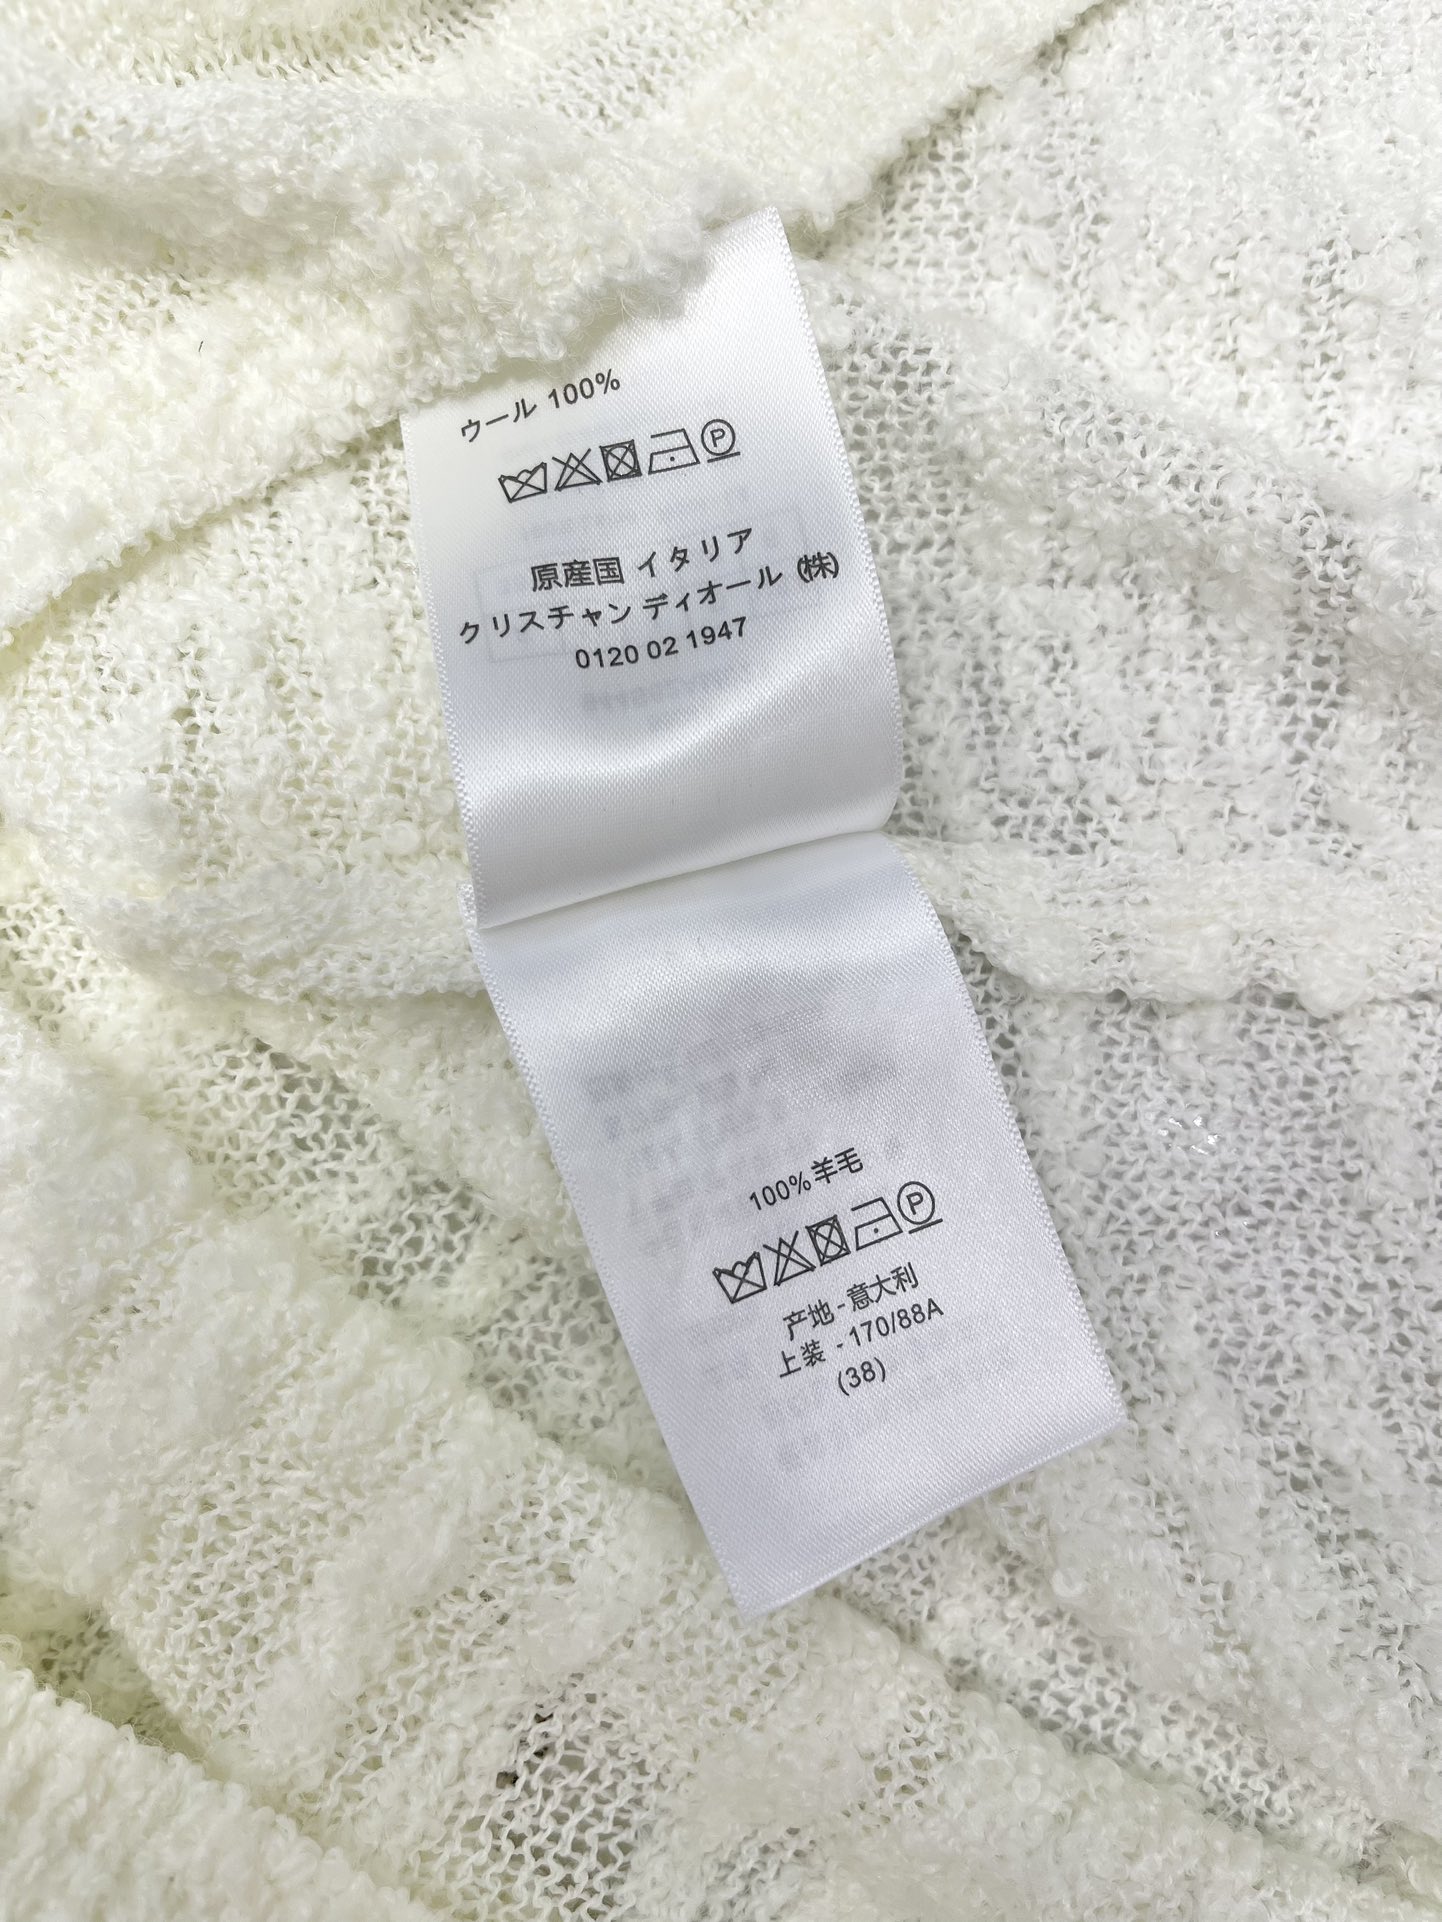 ウール 100%
P
原産国 イタリア
クリスチャン ディオール (株)
0120 02 1947
100%羊毛
P
产地-意大利
上装 - 170/88A
(38)